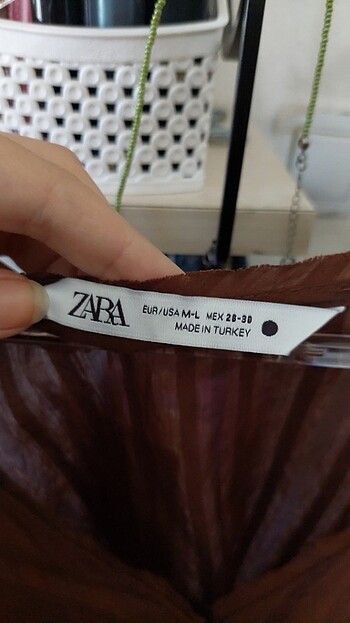 ZARA
EUR/USA M-L MEX 28-30
MADE IN TURKEY